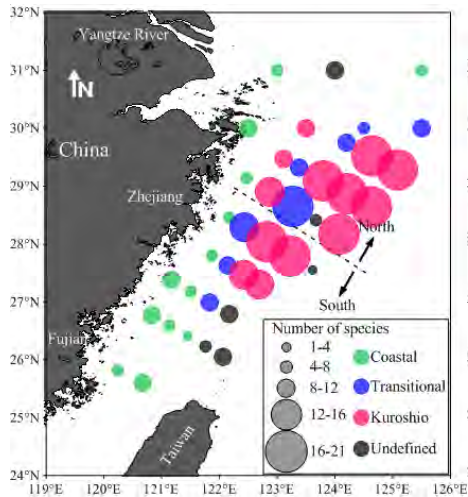 32°N
31°N
30°N
29°N
28°N
27°N
26°N
25°N
24°N
Yangtze River
N
China
Zhejiang
Fujian
Taiwan
North
South
Number of species
1-4
4-8
8-12
12-16
16-21
Coastal
Transitional
Kuroshio
Undefined
119°E 120°E 121°E 122°E 123°E 124°E 125°E 126°E